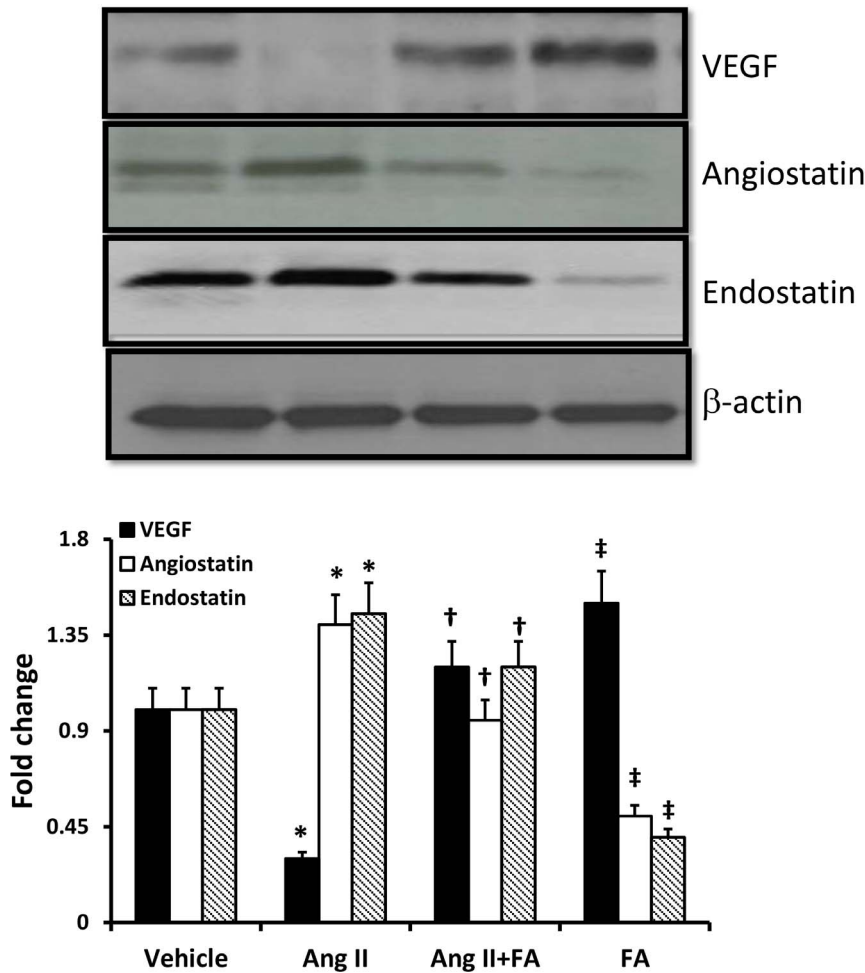 VEGF
Angiostatin
Endostatin
β-actin
VEGF
Angiostatin
Endostatin
Fold change
1.8
1.35
0.9
0.45
0
* * *
† † †
‡ ‡ ‡
Vehicle Ang II Ang II+FA FA